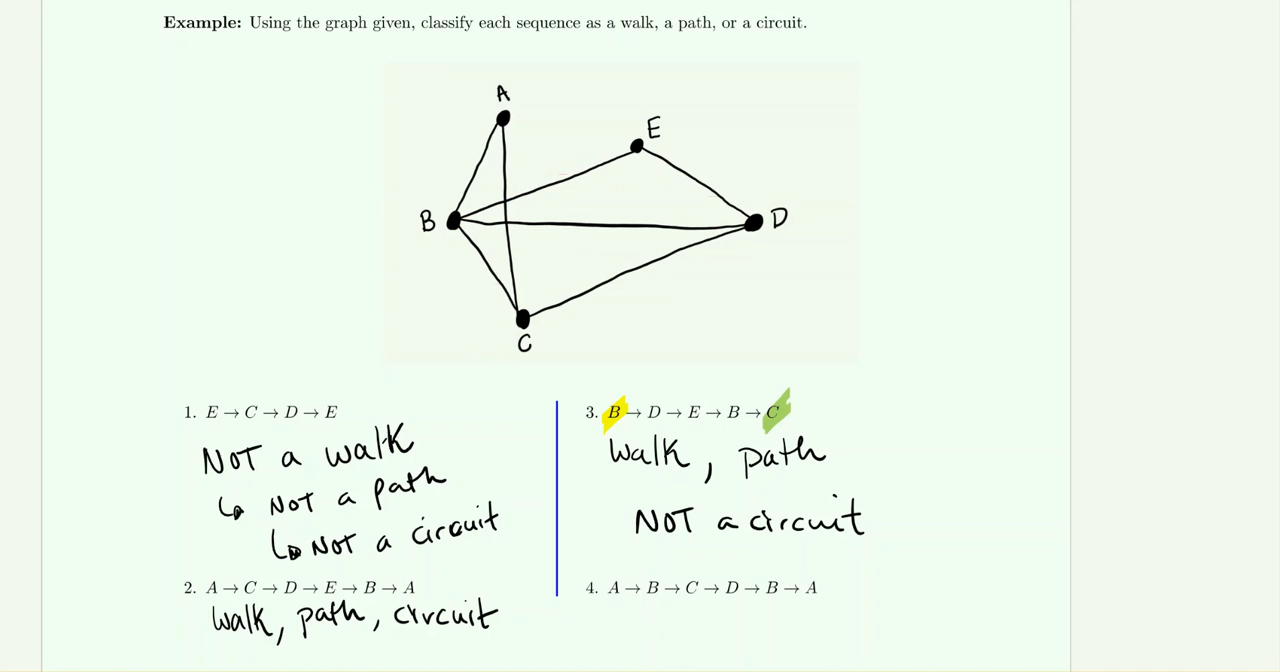 Example: Using the graph given, classify each sequence as a walk, a path, or a circuit.
A
E
B
D
C
1. E → C → D → E
NOT a walk
↳ NOT a path
↳ NOT a circuit
2. A → C → D → E → B → A
walk, path, circuit
3. B → D → E → B → C
walk, path
NOT a circuit
4. A → B → C → D → B → A